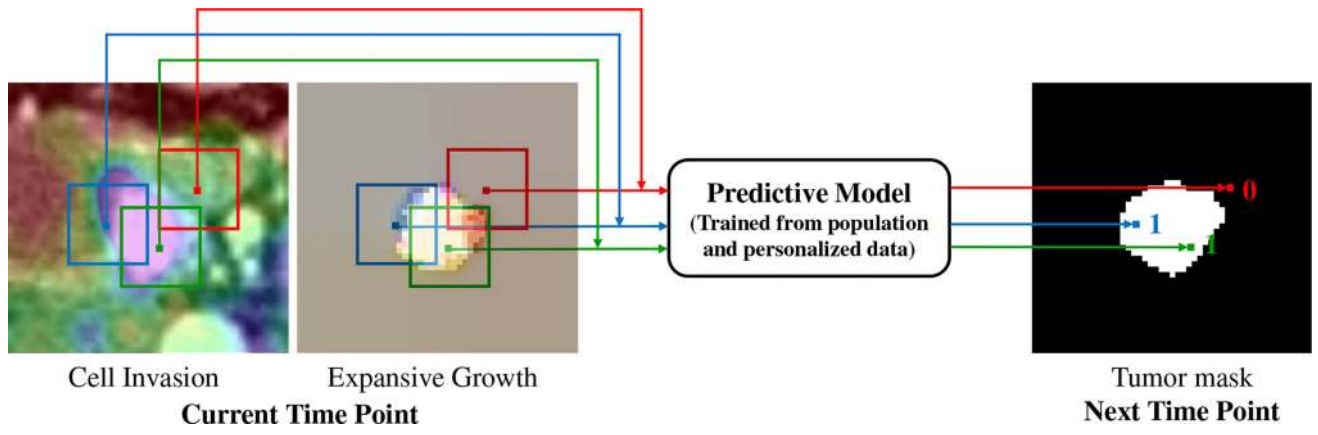 Predictive Model
(Trained from population
and personalized data)
0
1
1
Cell Invasion
Expansive Growth
Tumor mask
Current Time Point
Next Time Point